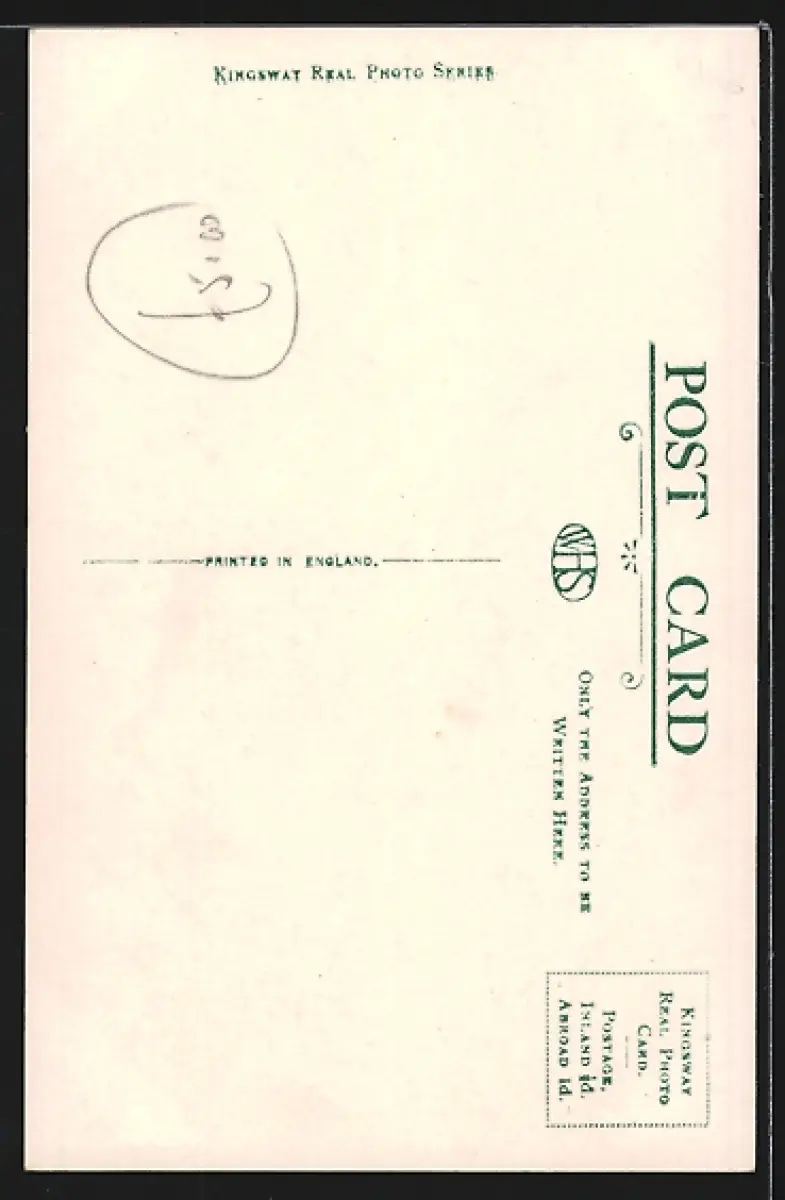 POST CARD
WHS
ONLY THE ADDRESS TO BE
WRITTEN HERE.
KINGSWAY
REAL PHOTO
CARD.
POSTAGE,
INLAND ½d.
ABROAD 1d.
PRINTED IN ENGLAND.
KINGSWAY REAL PHOTO SERIES